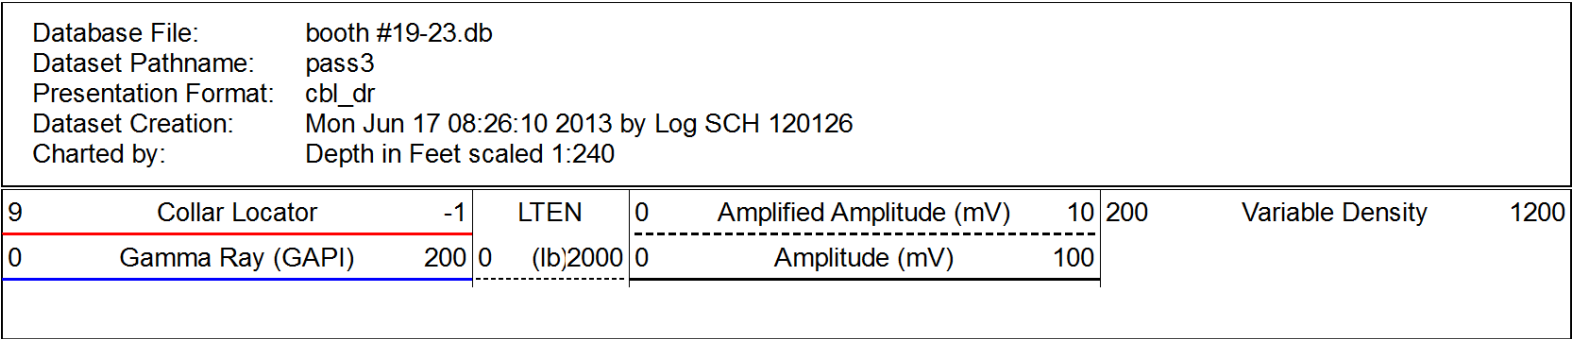 Database File: booth #19-23.db
Dataset Pathname: pass3
Presentation Format: cbl_dr
Dataset Creation: Mon Jun 17 08:26:10 2013 by Log SCH 120126
Charted by: Depth in Feet scaled 1:240
9 Collar Locator -1 LTEN 0 Amplified Amplitude (mV) 10 200 Variable Density 1200
0 Gamma Ray (GAPI) 200 0 (lb)2000 0 Amplitude (mV) 100